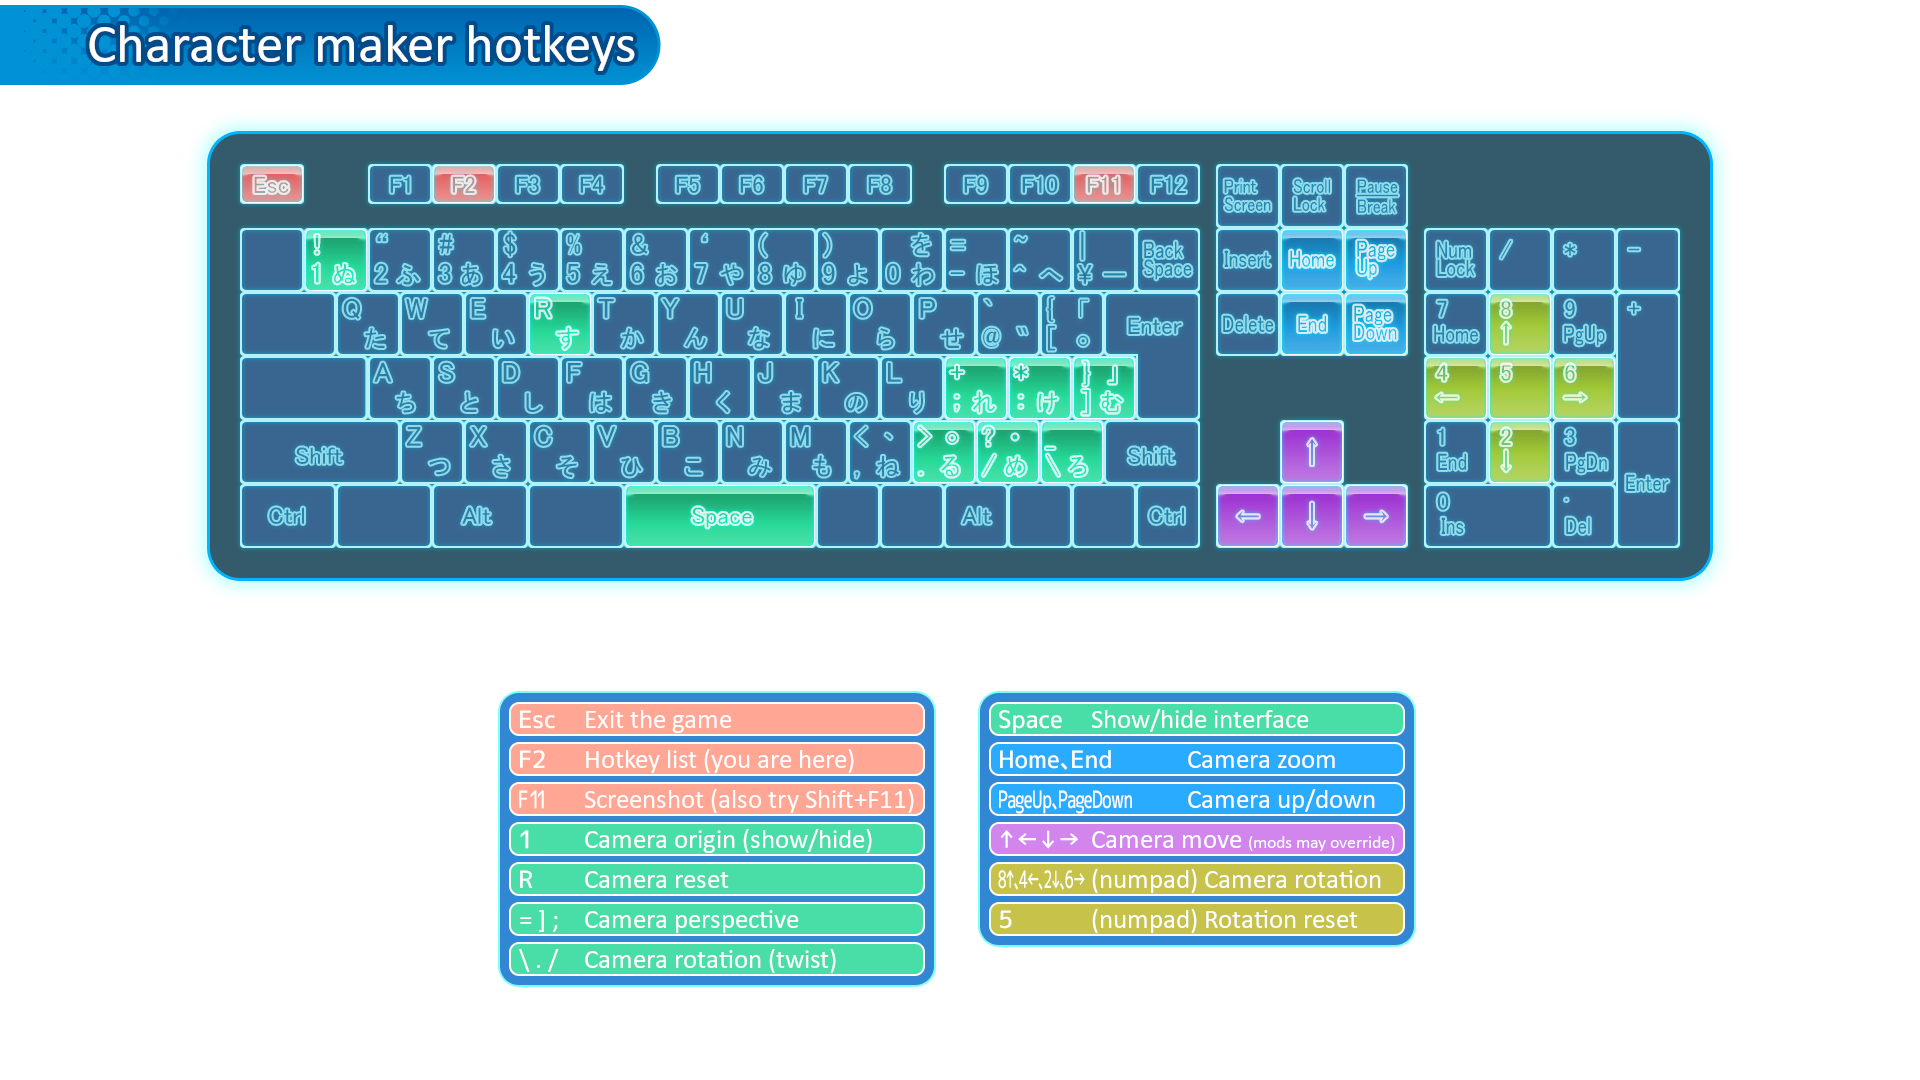 Character maker hotkeys
Esc F1 F2 F3 F4 F5 F6 F7 F8 F9 F10 F11 F12 Print Screen Scroll Lock Pause Break
! 1 ぬ “ 2 ふ # 3 あ $ 4 う % 5 え & 6 お ‘ 7 や ( 8 ゆ ) 9 よ を 0 わ = - ほ ~ ^ へ | ¥ ー Back Space Insert Home Page Up Num Lock / * -
Q た W て E い R す T か Y ん U な I に O ら P せ ` @ ゛ { 「 [ 。 Enter Delete End Page Down 7 Home 8 ↑ 9 PgUp +
A ち S と D し F は G き H く J ま K の L り + ; れ * : け } 」 ] む 4 ← 5 6 →
Shift Z つ X さ C そ V ひ B こ N み M も < 、 , ね > 。 . る ? ・ / め _ \ ろ Shift ↑ 1 End 2 ↓ 3 PgDn Enter
Ctrl Alt Space Alt Ctrl ← ↓ → 0 Ins . Del
Esc Exit the game
F2 Hotkey list (you are here)
F11 Screenshot (also try Shift+F11)
1 Camera origin (show/hide)
R Camera reset
= ] ; Camera perspective
\ . / Camera rotation (twist)
Space Show/hide interface
Home、End Camera zoom
PageUp、PageDown Camera up/down
↑←↓→ Camera move (mods may override)
8↑、4←、2↓、6→ (numpad) Camera rotation
5 (numpad) Rotation reset